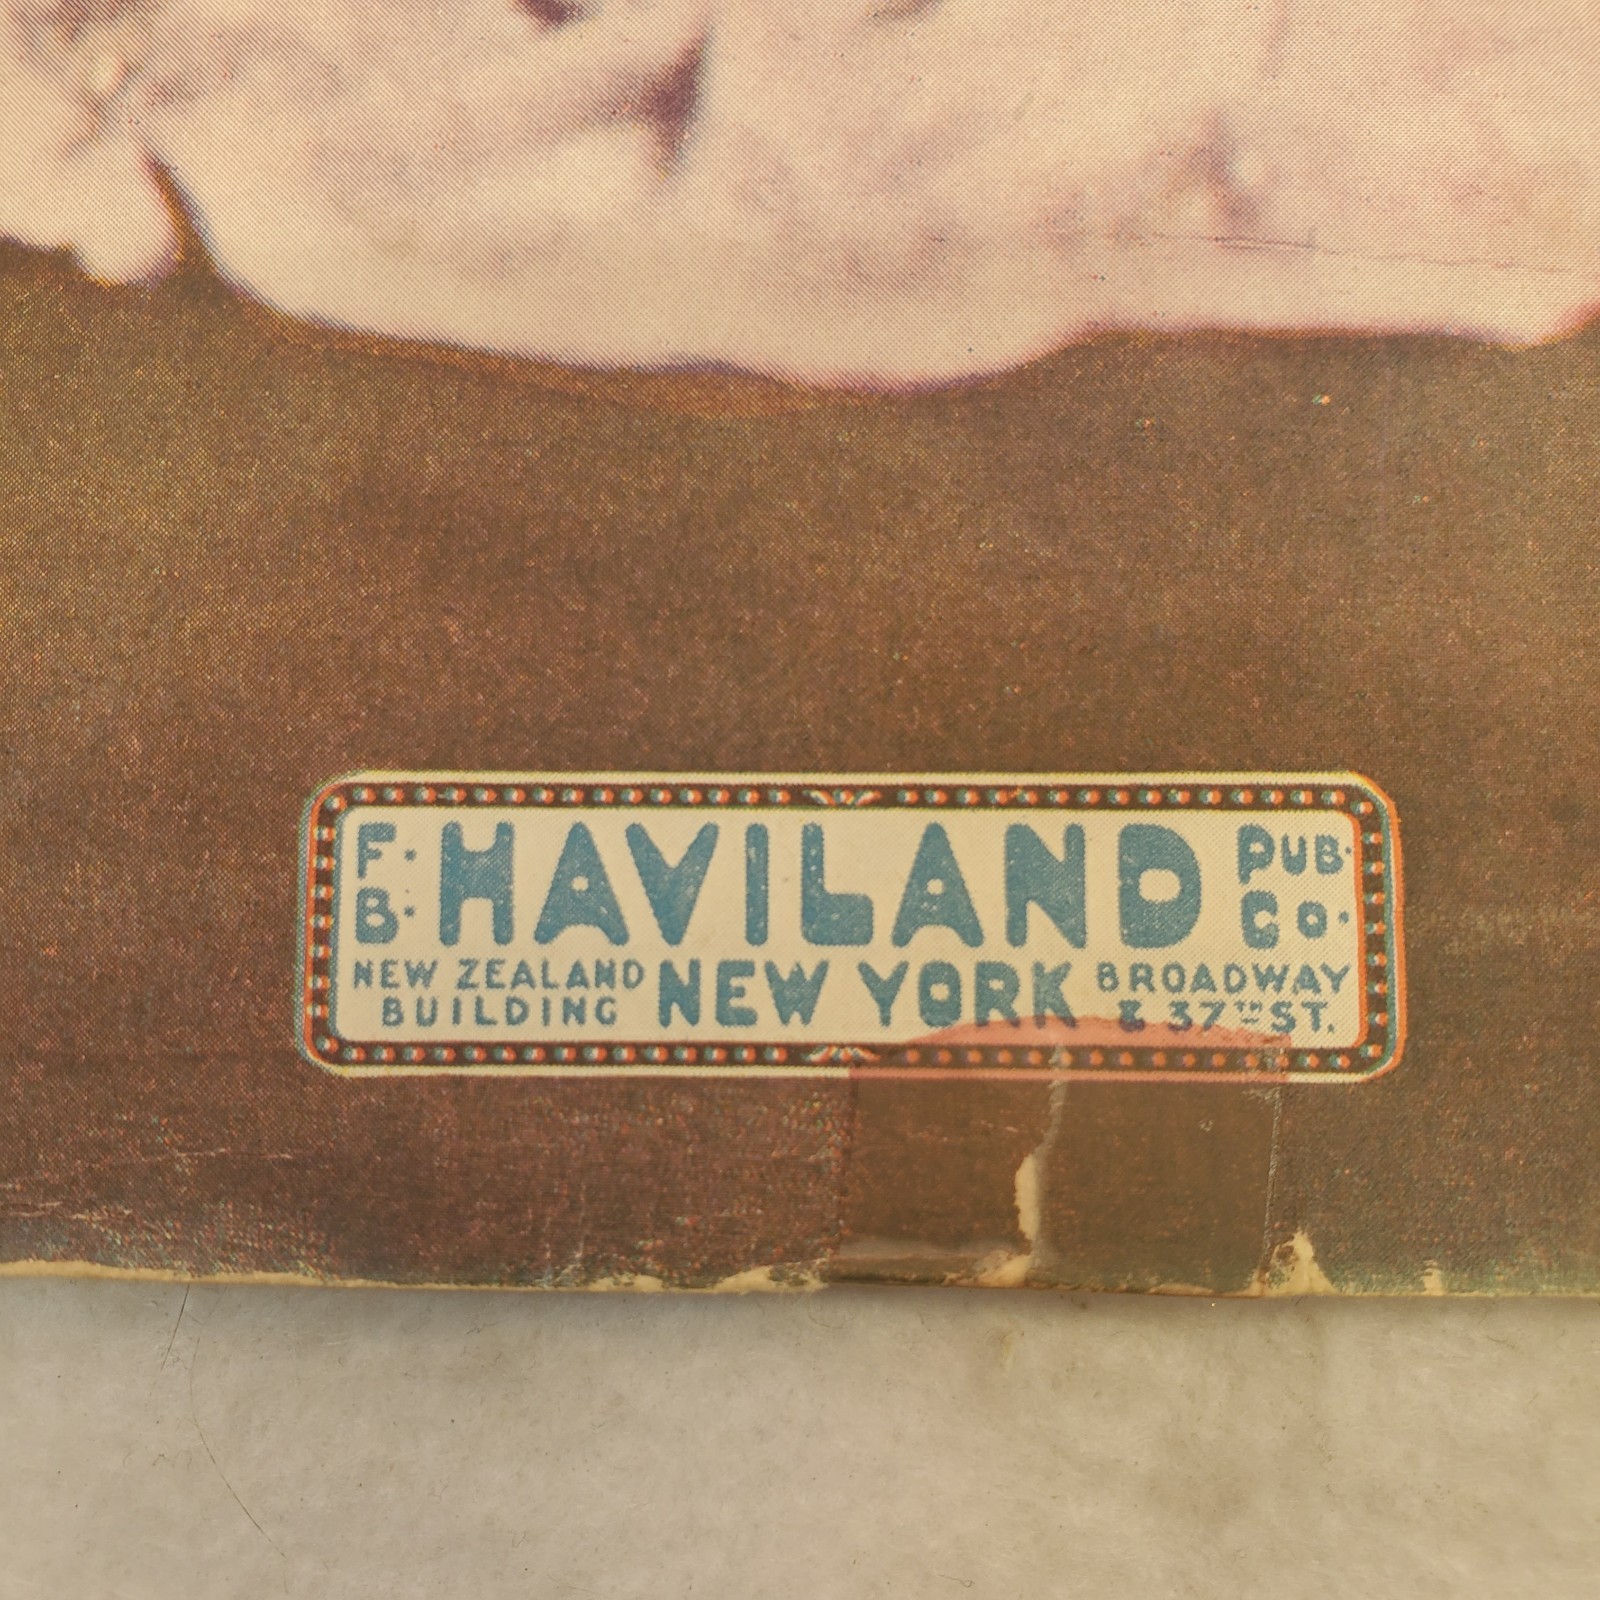 F. B. HAVILAND PUB. CO.
NEW ZEALAND BUILDING NEW YORK BROADWAY & 37TH ST.